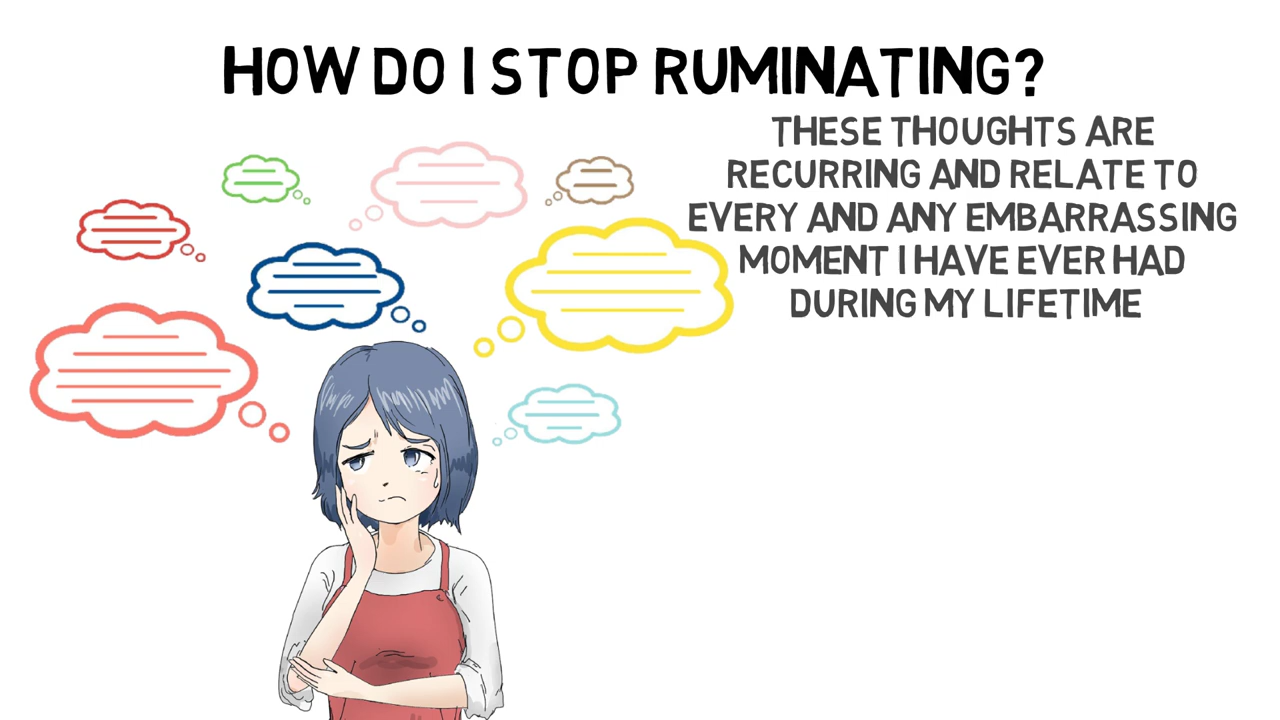 HOW DO I STOP RUMINATING?
THESE THOUGHTS ARE
RECURRING AND RELATE TO
EVERY AND ANY EMBARRASSING
MOMENT I HAVE EVER HAD
DURING MY LIFETIME